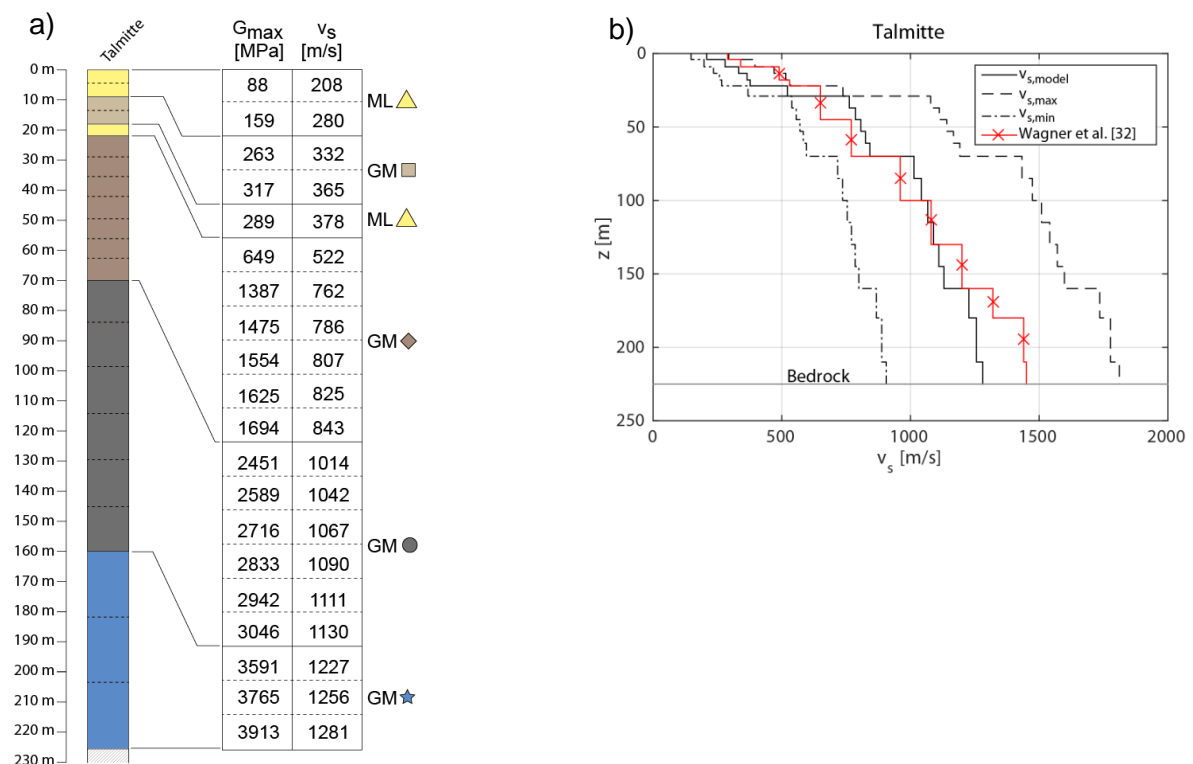 a)
Talmitte
Gmax vs
[MPa] [m/s]
0 m
10 m
20 m
30 m
40 m
50 m
60 m
70 m
80 m
90 m
100 m
110 m
120 m
130 m
140 m
150 m
160 m
170 m
180 m
190 m
200 m
210 m
220 m
230 m
88 208
159 280
263 332
317 365
289 378
649 522
1387 762
1475 786
1554 807
1625 825
1694 843
2451 1014
2589 1042
2716 1067
2833 1090
2942 1111
3046 1130
3591 1227
3765 1256
3913 1281
ML
GM
ML
GM
GM
GM
b)
Talmitte
vs,model
vs,max
vs,min
Wagner et al. [32]
z [m]
0
50
100
150
200
250
Bedrock
0 500 1000 1500 2000
vs [m/s]